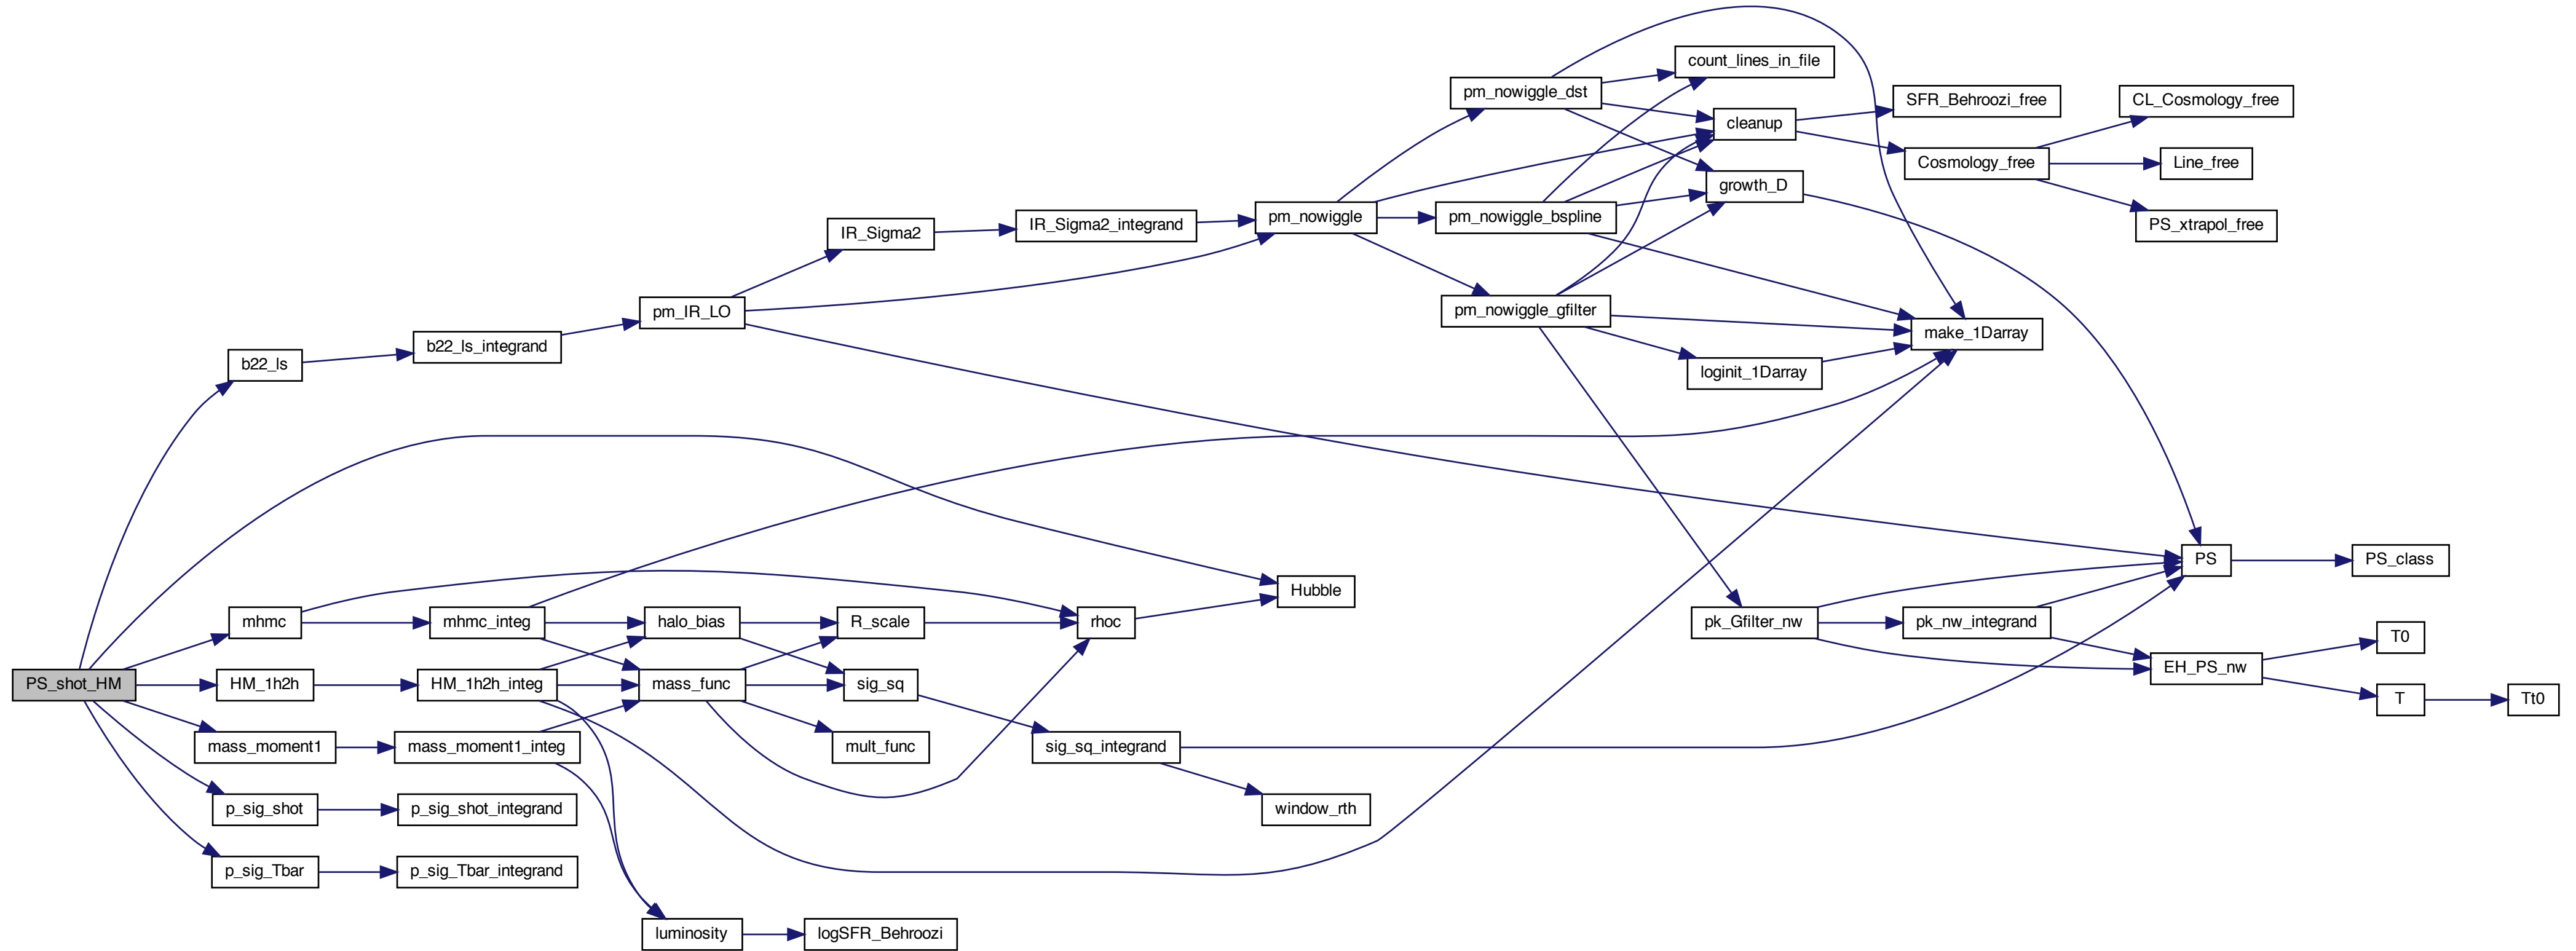 PS_shot_HM
b22_ls
b22_ls_integrand
pm_IR_LO
IR_Sigma2
IR_Sigma2_integrand
pm_nowiggle
pm_nowiggle_dst
pm_nowiggle_bspline
pm_nowiggle_gfilter
count_lines_in_file
cleanup
growth_D
loginit_1Darray
SFR_Behroozi_free
Cosmology_free
make_1Darray
CL_Cosmology_free
Line_free
PS_xtrapol_free
mhmc
HM_1h2h
mass_moment1
p_sig_shot
p_sig_Tbar
mhmc_integ
HM_1h2h_integ
mass_moment1_integ
p_sig_shot_integrand
p_sig_Tbar_integrand
halo_bias
mass_func
luminosity
R_scale
sig_sq
mult_func
logSFR_Behroozi
rhoc
sig_sq_integrand
Hubble
window_rth
pk_Gfilter_nw
pk_nw_integrand
PS
EH_PS_nw
PS_class
T0
T
Tt0